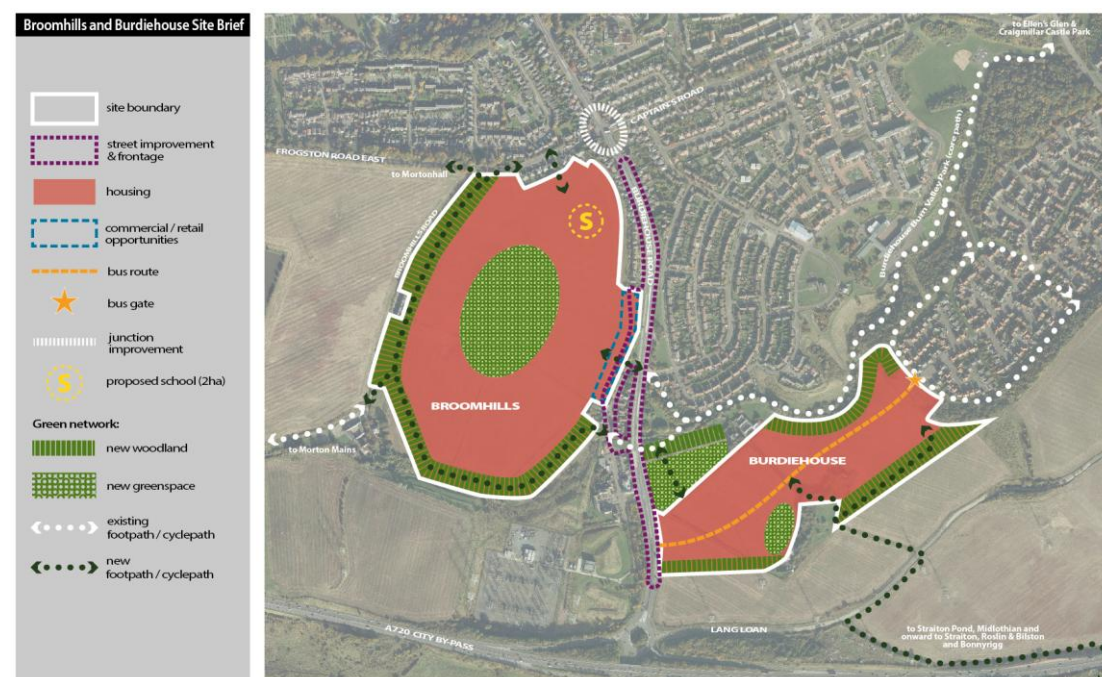 Broomhills and Burdiehouse Site Brief
site boundary
street improvement
& frontage
housing
commercial / retail
opportunities
bus route
bus gate
junction
improvement
S
proposed school (2ha)
Green network:
new woodland
new greenspace
existing
footpath / cyclepath
new
footpath / cyclepath
to Ellen's Glen &
Craigmillar Castle Park
CAPTAIN'S ROAD
FROGSTON ROAD EAST
to Mortonhall
BROOMHILLS ROAD
S
BURDIEHOUSE ROAD
Burdiehouse Burn Valley Park (core path)
BROOMHILLS
to Morton Mains
BURDIEHOUSE
LANG LOAN
A720 CITY BY-PASS
to Straiton Pond, Midlothian and
onward to Straiton, Roslin & Bilston
and Bonnyrigg